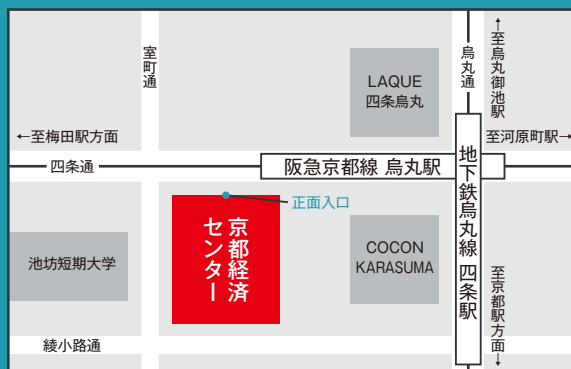 室町通
LAQUE
四条烏丸
烏丸通
←至烏丸御池駅
←至梅田駅方面
至河原町駅→
四条通
阪急京都線 烏丸駅
地下鉄烏丸線 四条駅
正面入口
京都経済
センター
池坊短期大学
COCON
KARASUMA
至京都駅方面→
綾小路通